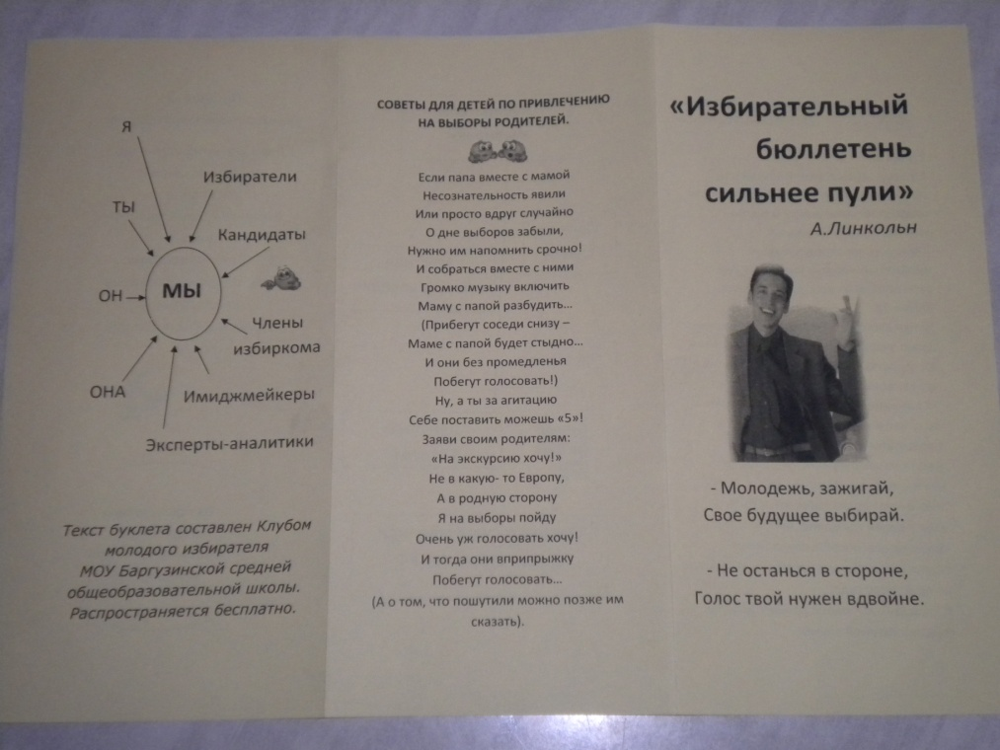 Я
Избиратели
ТЫ
Кандидаты
ОН
МЫ
Члены
избиркома
ОНА
Имиджмейкеры
Эксперты-аналитики
Текст буклета составлен Клубом
молодого избирателя
МОУ Баргузинской средней
общеобразовательной школы.
Распространяется бесплатно.
СОВЕТЫ ДЛЯ ДЕТЕЙ ПО ПРИВЛЕЧЕНИЮ
НА ВЫБОРЫ РОДИТЕЛЕЙ.
Если папа вместе с мамой
Несознательность явили
Или просто вдруг случайно
О дне выборов забыли,
Нужно им напомнить срочно!
И собраться вместе с ними
Громко музыку включить
Маму с папой разбудить...
(Прибегут соседи снизу –
Маме с папой будет стыдно...
И они без промедленья
Побегут голосовать!)
Ну, а ты за агитацию
Себе поставить можешь «5»!
Заяви своим родителям:
«На экскурсию хочу!»
Не в какую- то Европу,
А в родную сторону
Я на выборы пойду
Очень уж голосовать хочу!
И тогда они вприпрыжку
Побегут голосовать...
(А о том, что пошутили можно позже им
сказать).
«Избирательный
бюллетень
сильнее пули»
А.Линкольн
- Молодежь, зажигай,
Свое будущее выбирай.
- Не останься в стороне,
Голос твой нужен вдвойне.